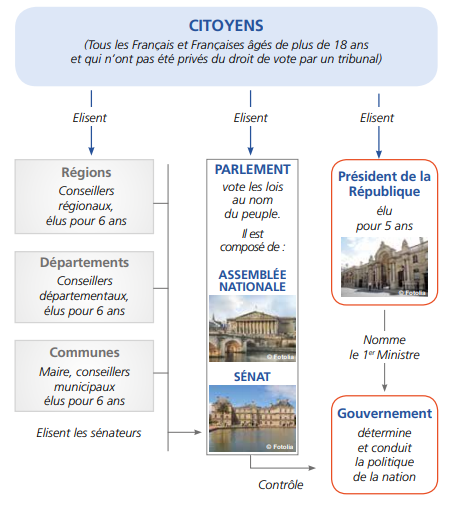 CITOYENS
(Tous les Français et Françaises âgés de plus de 18 ans
et qui n'ont pas été privés du droit de vote par un tribunal)
Elisent
Elisent
Elisent
Régions
Conseillers
régionaux,
élus pour 6 ans
Départements
Conseillers
départementaux,
élus pour 6 ans
Communes
Maire, conseillers
municipaux
élus pour 6 ans
Elisent les sénateurs
PARLEMENT
vote les lois
au nom
du peuple.
Il est
composé de :
ASSEMBLÉE
NATIONALE
© Fotolia
SÉNAT
© Fotolia
Contrôle
Président de la
République
élu
pour 5 ans
© Fotolia
Nomme
le 1er Ministre
Gouvernement
détermine
et conduit
la politique
de la nation